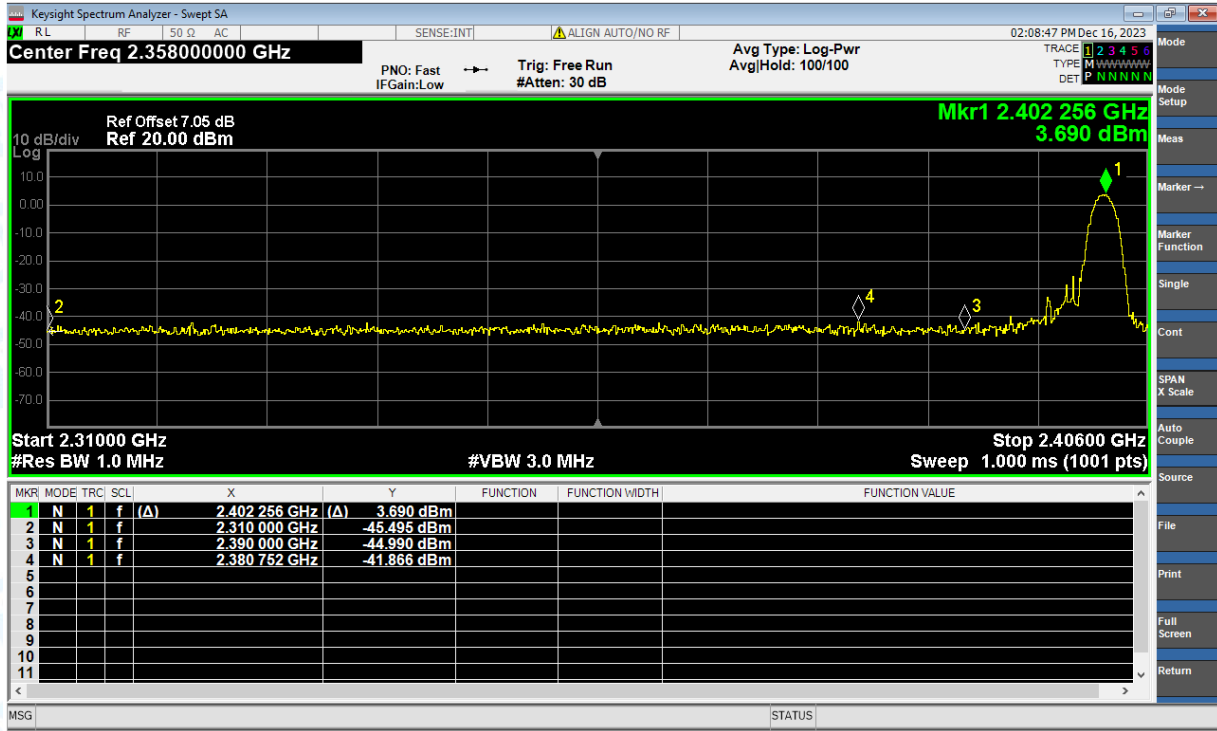 Keysight Spectrum Analyzer - Swept SA
LXI RL RF 50 Ω AC SENSE:INT ALIGN AUTO/NO RF 02:08:47 PM Dec 16, 2023
Center Freq 2.358000000 GHz
PNO: Fast
IFGain:Low
Trig: Free Run
#Atten: 30 dB
Avg Type: Log-Pwr
Avg|Hold: 100/100
TRACE 1 2 3 4 5 6
TYPE M WWWWW
DET P N N N N N
Ref Offset 7.05 dB
10 dB/div Ref 20.00 dBm
Log
Mkr1 2.402 256 GHz
3.690 dBm
10.0
0.00
-10.0
-20.0
-30.0
-40.0
-50.0
-60.0
-70.0
1
2
4
3
Start 2.31000 GHz Stop 2.40600 GHz
#Res BW 1.0 MHz #VBW 3.0 MHz Sweep 1.000 ms (1001 pts)
MKR MODE TRC SCL X Y FUNCTION FUNCTION WIDTH FUNCTION VALUE
1 N 1 f (Δ) 2.402 256 GHz (Δ) 3.690 dBm
2 N 1 f 2.310 000 GHz -45.495 dBm
3 N 1 f 2.390 000 GHz -44.990 dBm
4 N 1 f 2.380 752 GHz -41.866 dBm
5
6
7
8
9
10
11
MSG STATUS
Mode
Mode
Setup
Meas
Marker →
Marker
Function
Single
Cont
SPAN
X Scale
Auto
Couple
Source
File
Print
Full
Screen
Return